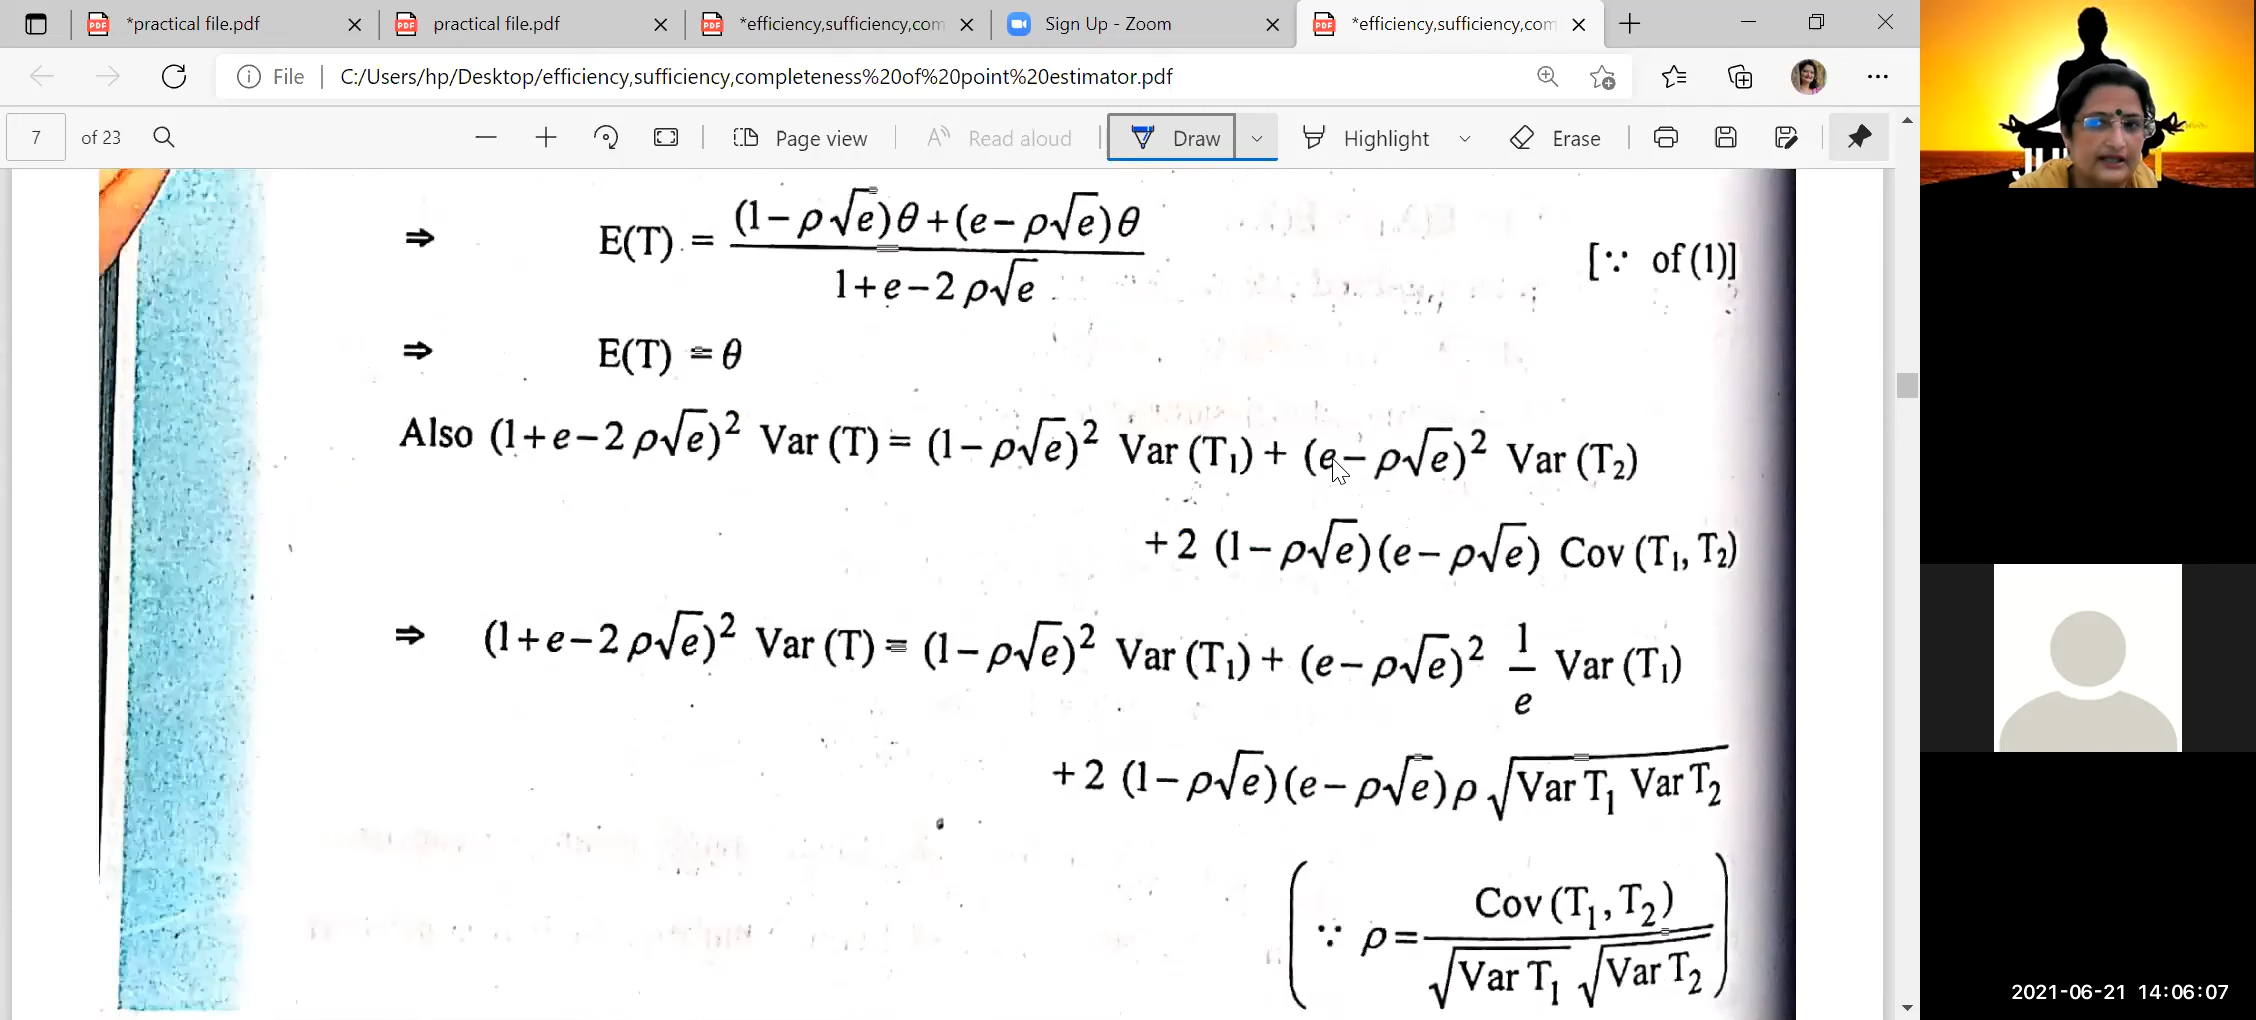 *practical file.pdf
practical file.pdf
*efficiency,sufficiency,com
Sign Up - Zoom
*efficiency,sufficiency,com
File
C:/Users/hp/Desktop/efficiency,sufficiency,completeness%20of%20point%20estimator.pdf
7 of 23
Page view
Read aloud
Draw
Highlight
Erase
⇒ E(T) = (1−ρ√e)θ+(e−ρ√e)θ / 1+e−2ρ√e [∵ of (1)]
⇒ E(T) = θ
Also (1+e−2ρ√e)² Var (T) = (1−ρ√e)² Var (T₁) + (e−ρ√e)² Var (T₂)
+2 (1−ρ√e)(e−ρ√e) Cov (T₁, T₂)
⇒ (1+e−2ρ√e)² Var (T) = (1−ρ√e)² Var (T₁) + (e−ρ√e)² 1/e Var (T₁)
+2 (1−ρ√e)(e−ρ√e)ρ √(Var T₁ Var T₂)
(∵ ρ = Cov (T₁, T₂) / √Var T₁ √Var T₂)
2021-06-21 14:06:07